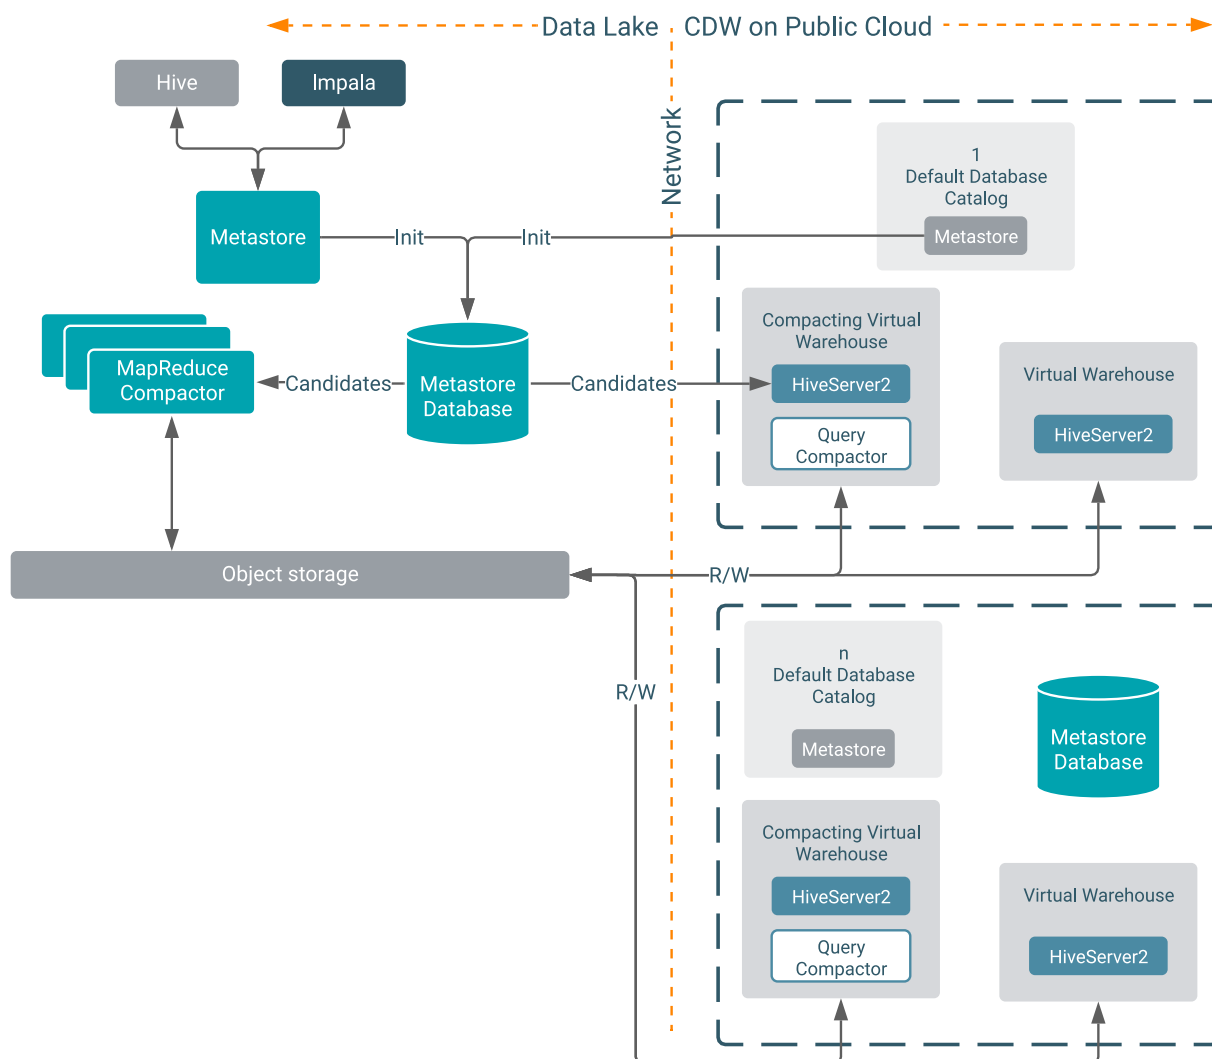 Data Lake
CDW on Public Cloud
Hive
Impala
Network
1
Default Database
Catalog
Metastore
Metastore
Init
Init
Compacting Virtual
Warehouse
HiveServer2
Query
Compactor
Virtual Warehouse
HiveServer2
MapReduce
Compactor
Candidates
Metastore
Database
Candidates
Object storage
R/W
R/W
n
Default Database
Catalog
Metastore
Metastore
Database
Compacting Virtual
Warehouse
HiveServer2
Query
Compactor
Virtual Warehouse
HiveServer2